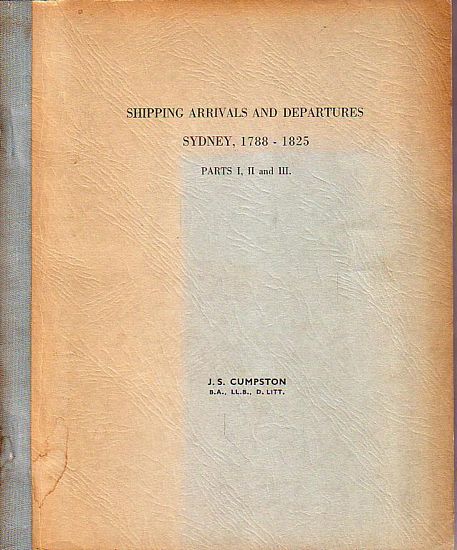 SHIPPING ARRIVALS AND DEPARTURES
SYDNEY, 1788 - 1825
PARTS I, II and III.
J. S. CUMPSTON
B.A., LL.B., D. LITT.